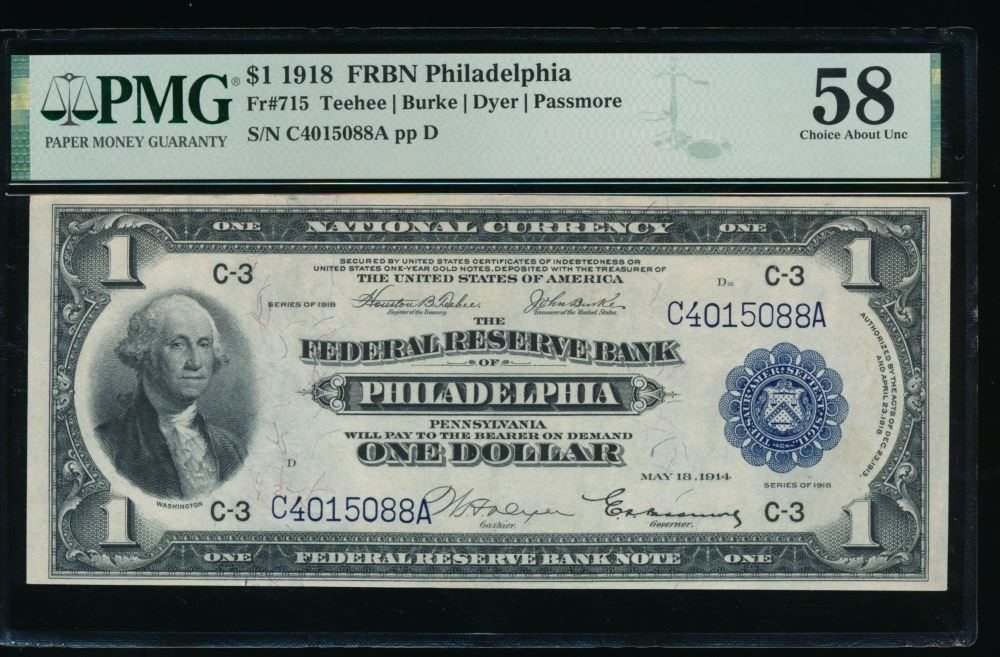 PMG®
PAPER MONEY GUARANTY
$1 1918 FRBN Philadelphia
Fr#715 Teehee | Burke | Dyer | Passmore
S/N C4015088A pp D
58
Choice About Unc
ONE NATIONAL CURRENCY ONE
1 1
SECURED BY UNITED STATES CERTIFICATES OF INDEBTEDNESS OR
UNITED STATES ONE-YEAR GOLD NOTES, DEPOSITED WITH THE TREASURER OF
THE UNITED STATES OF AMERICA
C-3 C-3
SERIES OF 1918 Houston B. Teehee. John Burke
Register of the Treasury. Treasurer of the United States.
C4015088A
THE
FEDERAL RESERVE BANK
OF
PHILADELPHIA
PENNSYLVANIA
WILL PAY TO THE BEARER ON DEMAND
ONE DOLLAR
AUTHORIZED BY THE ACTS OF DEC. 23, 1913,
AND APRIL 23, 1918
THESAUR. AMER. SEPTENT. SIGIL.
D
MAY 18, 1914
SERIES OF 1918
WASHINGTON
C-3 C4015088A C-3
Cashier. Governor.
1 1
ONE FEDERAL RESERVE BANK NOTE ONE